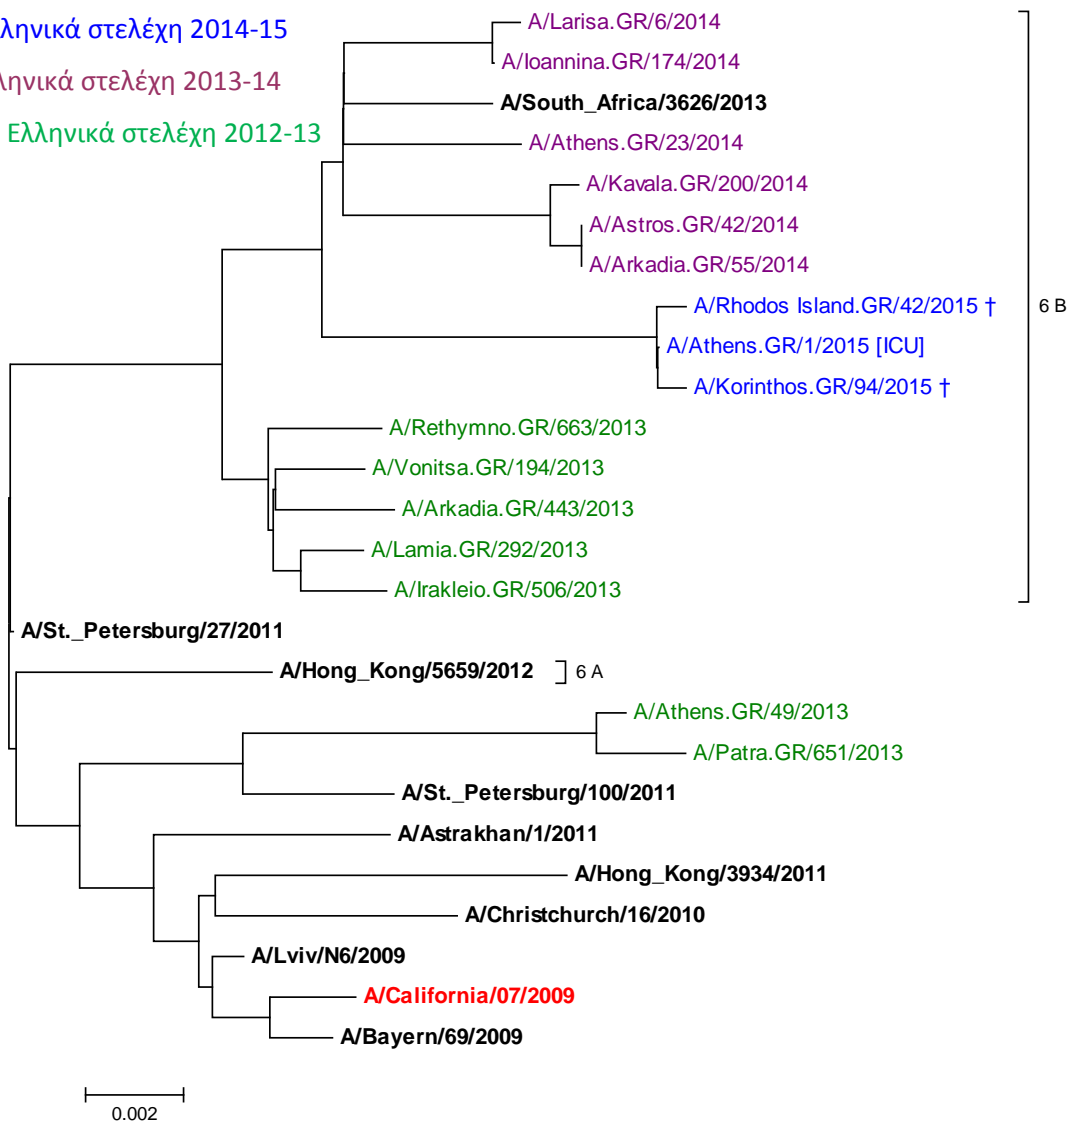 ληνικά στελέχη 2014-15
ληνικά στελέχη 2013-14
Ελληνικά στελέχη 2012-13
A/Larisa.GR/6/2014
A/Ioannina.GR/174/2014
A/South_Africa/3626/2013
A/Athens.GR/23/2014
A/Kavala.GR/200/2014
A/Astros.GR/42/2014
A/Arkadia.GR/55/2014
A/Rhodos Island.GR/42/2015 †
6 B
A/Athens.GR/1/2015 [ICU]
A/Korinthos.GR/94/2015 †
A/Rethymno.GR/663/2013
A/Vonitsa.GR/194/2013
A/Arkadia.GR/443/2013
A/Lamia.GR/292/2013
A/Irakleio.GR/506/2013
A/St._Petersburg/27/2011
A/Hong_Kong/5659/2012
6 A
A/Athens.GR/49/2013
A/Patra.GR/651/2013
A/St._Petersburg/100/2011
A/Astrakhan/1/2011
A/Hong_Kong/3934/2011
A/Christchurch/16/2010
A/Lviv/N6/2009
A/California/07/2009
A/Bayern/69/2009
0.002